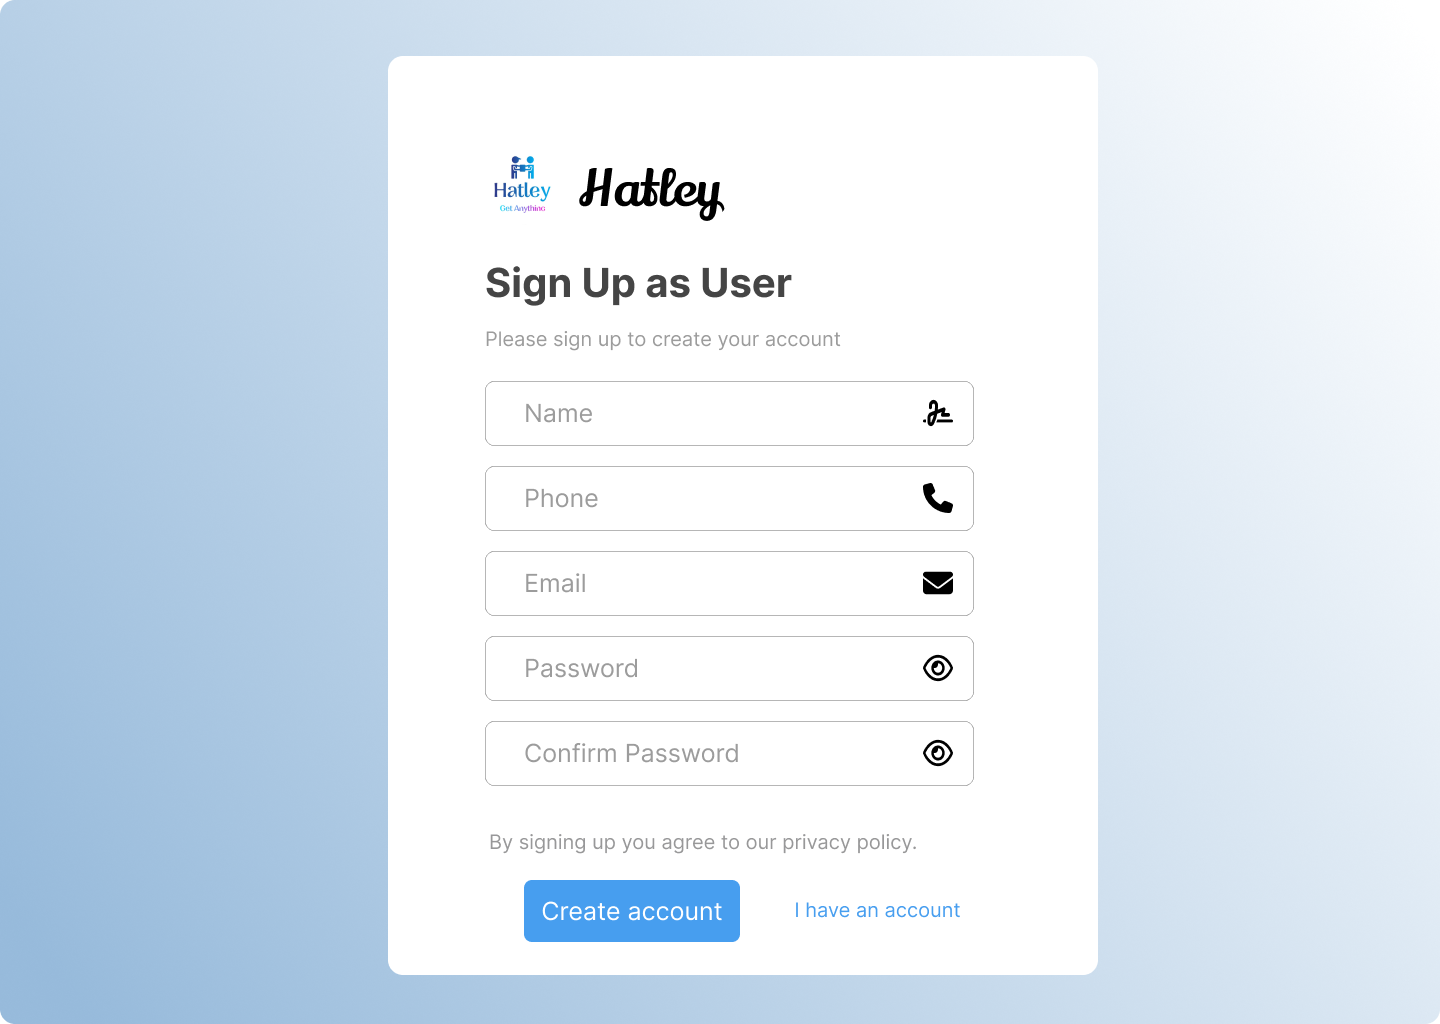 Hatley
Get Anything
Hatley
Sign Up as User
Please sign up to create your account
Name
Phone
Email
Password
Confirm Password
By signing up you agree to our privacy policy.
Create account
I have an account